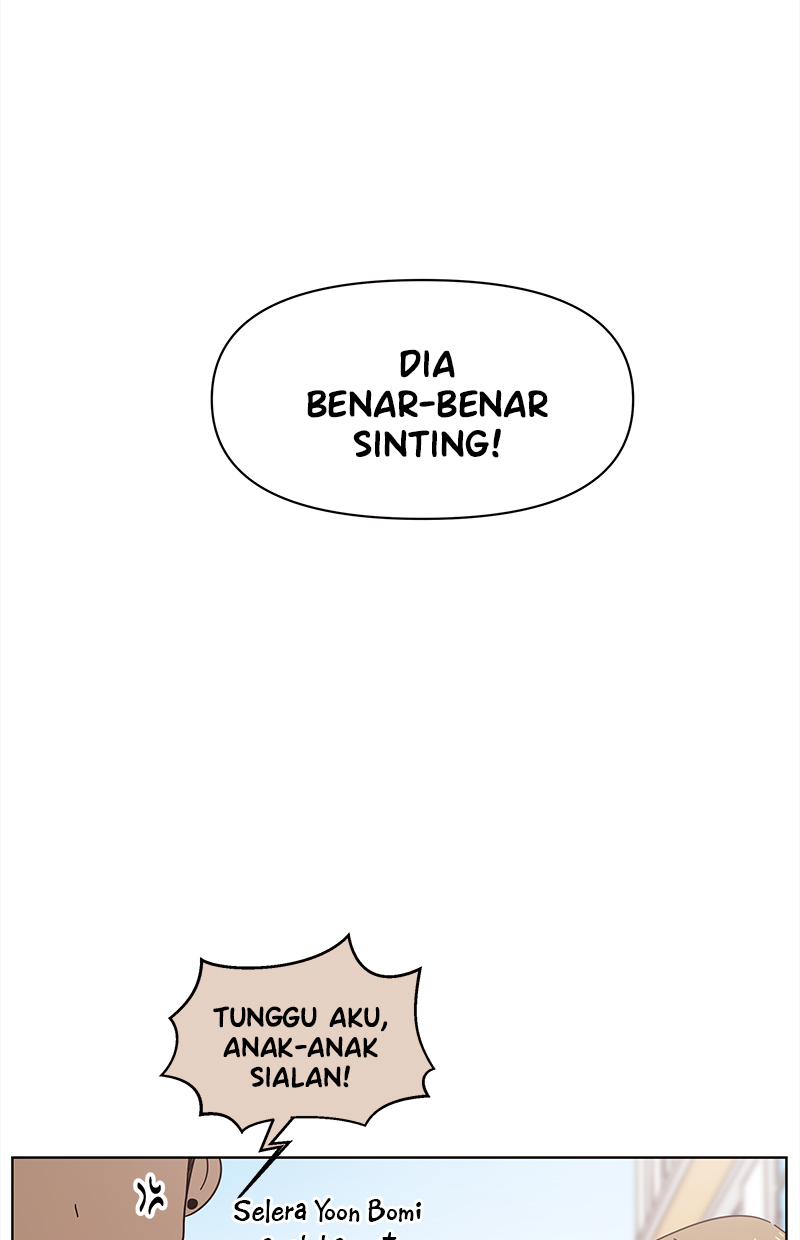 DIA
BENAR-BENAR
SINTING!
TUNGGU AKU,
ANAK-ANAK
SIALAN!
Selera Yoon Bomi